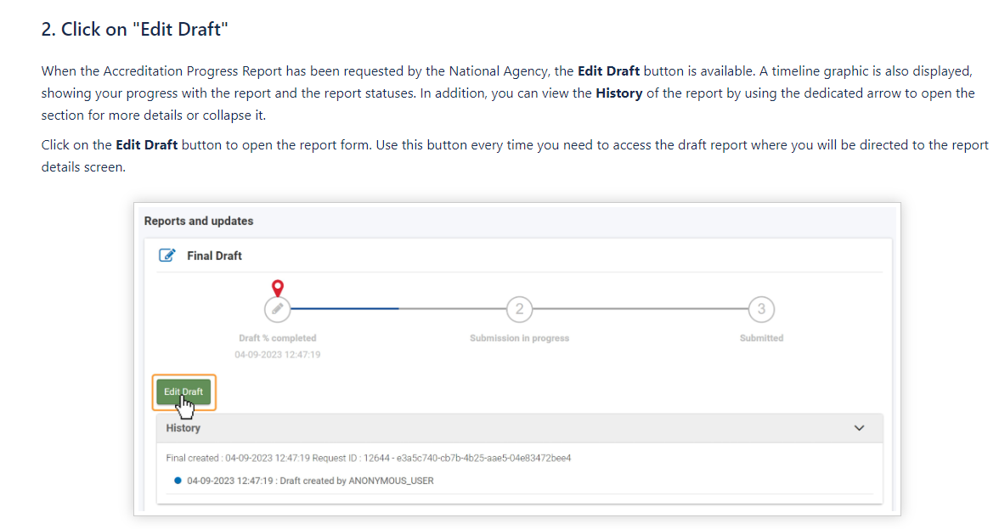 2. Click on "Edit Draft"
When the Accreditation Progress Report has been requested by the National Agency, the Edit Draft button is available. A timeline graphic is also displayed,
showing your progress with the report and the report statuses. In addition, you can view the History of the report by using the dedicated arrow to open the
section for more details or collapse it.
Click on the Edit Draft button to open the report form. Use this button every time you need to access the draft report where you will be directed to the report
details screen.
Reports and updates
Final Draft
2
3
Draft % completed
Submission in progress
Submitted
04-09-2023 12:47:19
Edit Draft
History
Final created : 04-09-2023 12:47:19 Request ID : 12644 - e3a5c740-cb7b-4b25-aae5-04e83472bee4
04-09-2023 12:47:19 : Draft created by ANONYMOUS_USER